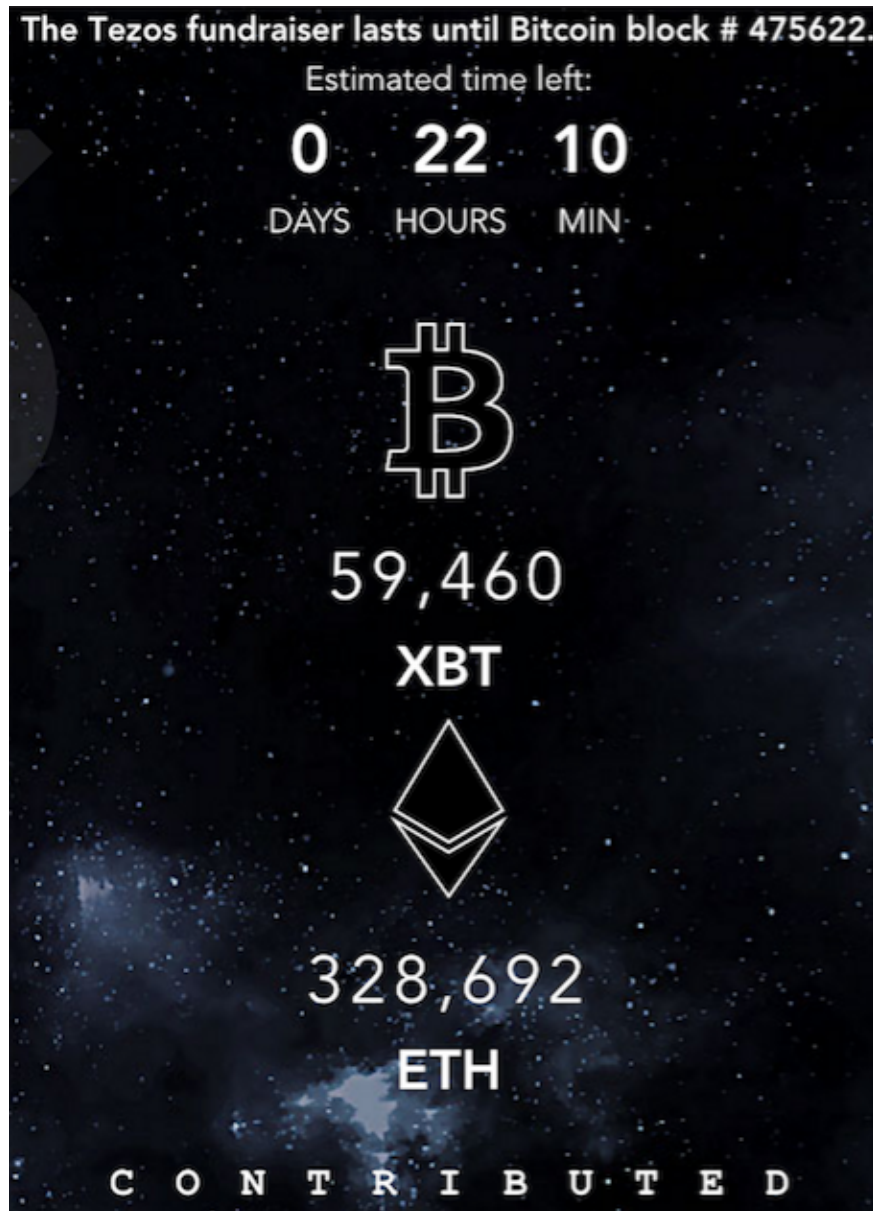 The Tezos fundraiser lasts until Bitcoin block # 475622.
Estimated time left:
0 22 10
DAYS HOURS MIN
59,460
XBT
328,692
ETH
CONTRIBUTED